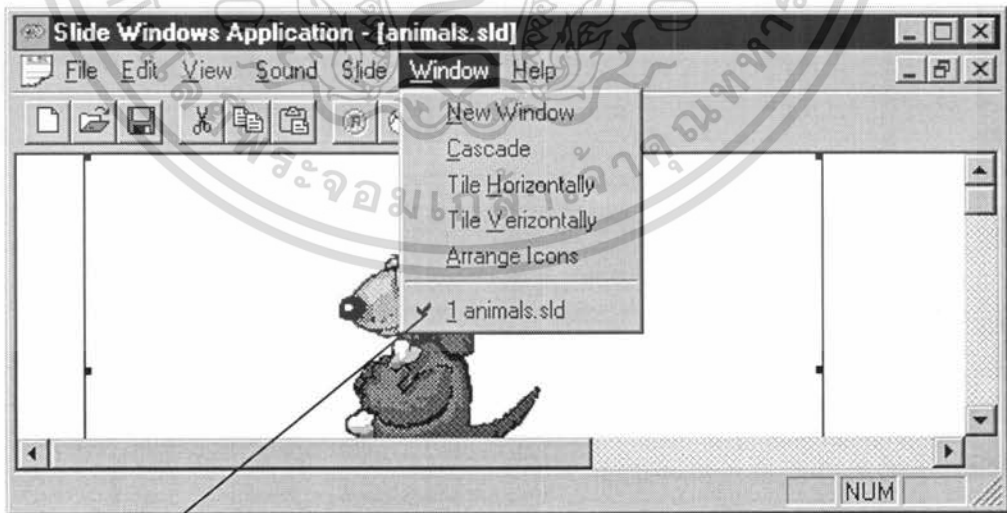 Slide Windows Application - [animals.sld]
File Edit View Sound Slide Window Help
New Window
Cascade
Tile Horizontally
Tile Verizontally
Arrange Icons
1 animals.sld
NUM